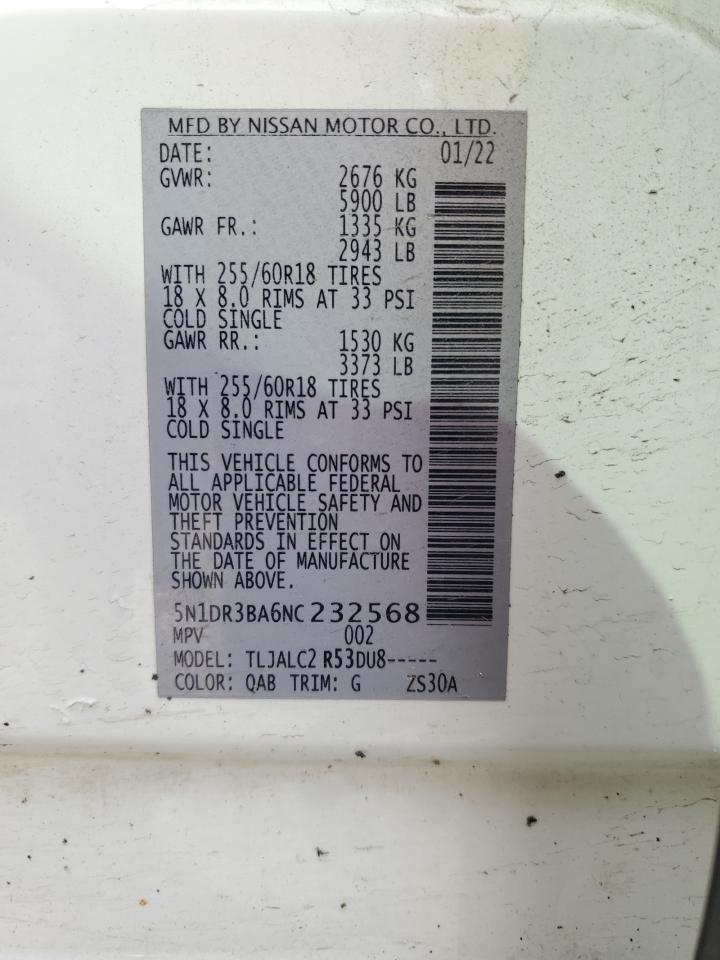 MFD BY NISSAN MOTOR CO., LTD.
DATE: 01/22
GVWR: 2676 KG
5900 LB
GAWR FR.: 1335 KG
2943 LB
WITH 255/60R18 TIRES
18 X 8.0 RIMS AT 33 PSI
COLD SINGLE
GAWR RR.: 1530 KG
3373 LB
WITH 255/60R18 TIRES
18 X 8.0 RIMS AT 33 PSI
COLD SINGLE
THIS VEHICLE CONFORMS TO
ALL APPLICABLE FEDERAL
MOTOR VEHICLE SAFETY AND
THEFT PREVENTION
STANDARDS IN EFFECT ON
THE DATE OF MANUFACTURE
SHOWN ABOVE.
5N1DR3BA6NC232568
MPV 002
MODEL: TLJALC2 R53DU8-----
COLOR: QAB TRIM: G ZS30A